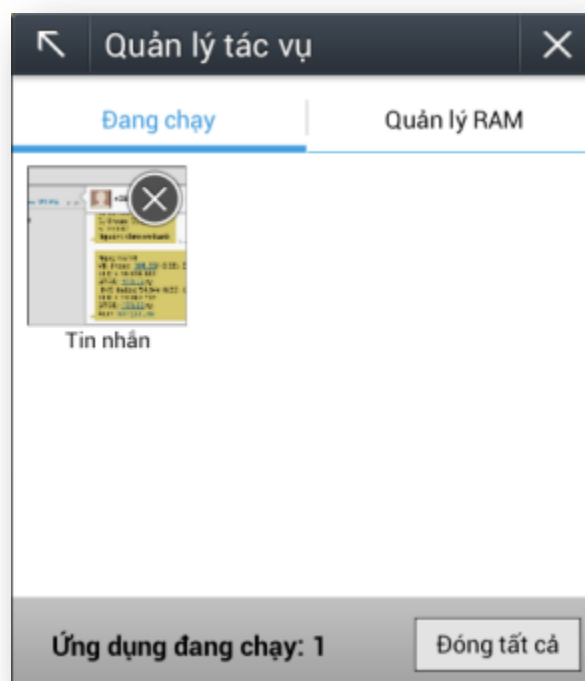 Quản lý tác vụ
Đang chạy
Quản lý RAM
Tin nhắn
Ứng dụng đang chạy: 1
Đóng tất cả